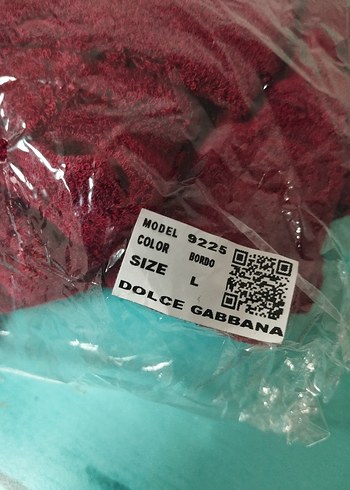 MODEL 9225
COLOR BORDO
SIZE L
DOLCE GABBANA